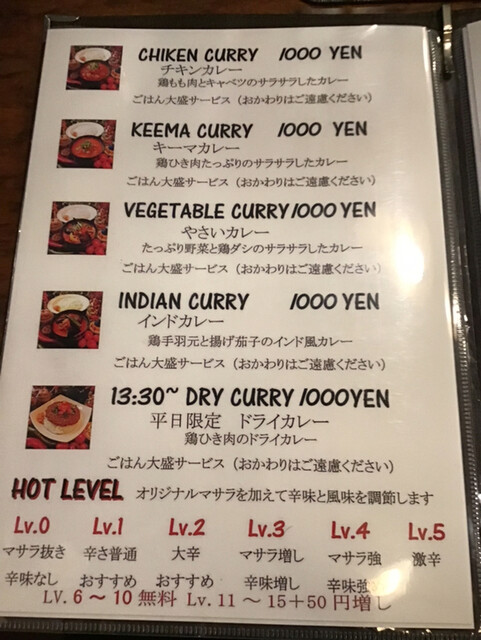 CHIKEN CURRY 1000 YEN
チキンカレー
鶏もも肉とキャベツのサラサラしたカレー
ごはん大盛サービス（おかわりはご遠慮ください）
KEEMA CURRY 1000 YEN
キーマカレー
鶏ひき肉たっぷりのサラサラしたカレー
ごはん大盛サービス（おかわりはご遠慮ください）
VEGETABLE CURRY 1000 YEN
やさいカレー
たっぷり野菜と鶏ダシのサラサラしたカレー
ごはん大盛サービス（おかわりはご遠慮ください）
INDIAN CURRY 1000 YEN
インドカレー
鶏手羽元と揚げ茄子のインド風カレー
ごはん大盛サービス（おかわりはご遠慮ください）
13:30~ DRY CURRY 1000YEN
平日限定 ドライカレー
鶏ひき肉のドライカレー
ごはん大盛サービス（おかわりはご遠慮ください）
HOT LEVEL オリジナルマサラを加えて辛味と風味を調節します
Lv.0 Lv.1 Lv.2 Lv.3 Lv.4 Lv.5
マサラ抜き 辛さ普通 大辛 マサラ増し マサラ強 激辛
辛味なし おすすめ おすすめ 辛味増し 辛味強
LV. 6 ～ 10 無料 Lv. 11 ～ 15+50 円増し